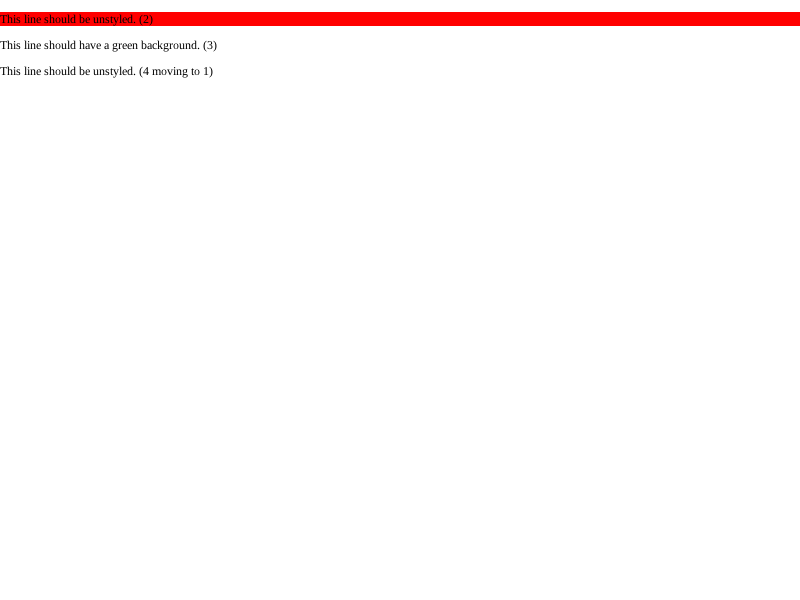 This line should be unstyled. (2)
This line should have a green background. (3)
This line should be unstyled. (4 moving to 1)